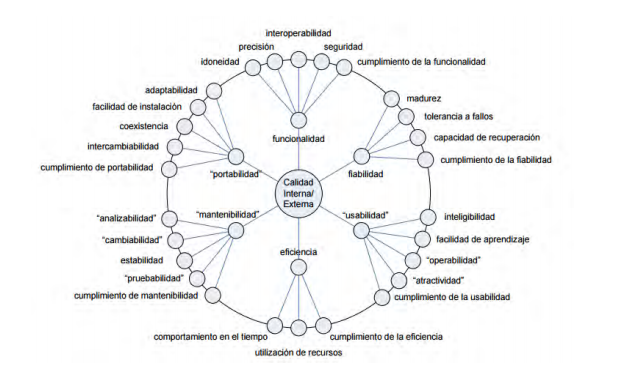 interoperabilidad
precisión
seguridad
idoneidad
cumplimiento de la funcionalidad
adaptabilidad
madurez
facilidad de instalación
tolerancia a fallos
coexistencia
funcionalidad
capacidad de recuperación
intercambiabilidad
cumplimiento de la fiabilidad
cumplimiento de portabilidad
"portabilidad"
fiabilidad
Calidad
Interna/
Externa
"analizabilidad"
"mantenibilidad"
"usabilidad"
inteligibilidad
"cambiabilidad"
facilidad de aprendizaje
estabilidad
eficiencia
"operabilidad"
"pruebabilidad"
"atractividad"
cumplimiento de mantenibilidad
cumplimiento de la usabilidad
comportamiento en el tiempo
cumplimiento de la eficiencia
utilización de recursos